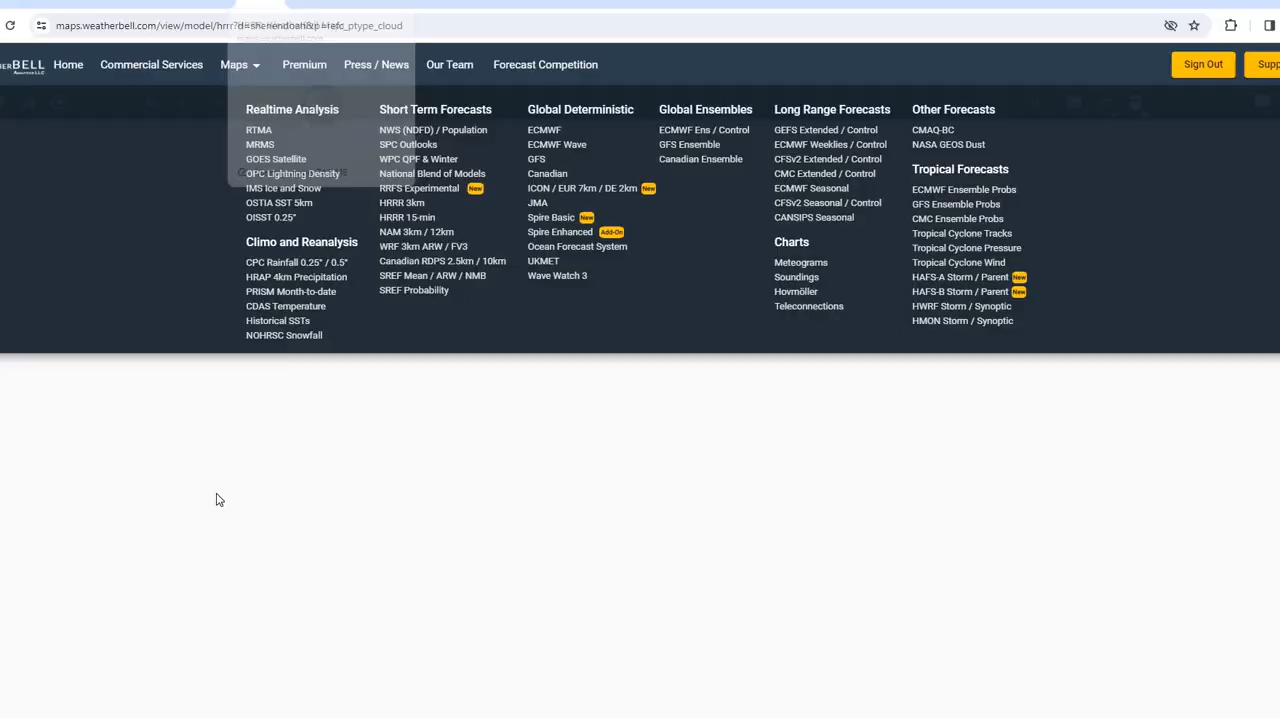 maps.weatherbell.com/view/model/hrrr?d=shenendoah&p=refc_ptype_cloud
maps.weatherbell.com
BELL
ANALYTICS LLC
Home
Commercial Services
Maps
Premium
Press / News
Our Team
Forecast Competition
Sign Out
Supp
Realtime Analysis
RTMA
MRMS
GOES Satellite
OPC Lightning Density
IMS Ice and Snow
OSTIA SST 5km
OISST 0.25°
Climo and Reanalysis
CPC Rainfall 0.25° / 0.5°
HRAP 4km Precipitation
PRISM Month-to-date
CDAS Temperature
Historical SSTs
NOHRSC Snowfall
Short Term Forecasts
NWS (NDFD) / Population
SPC Outlooks
WPC QPF & Winter
National Blend of Models
RRFS Experimental New
HRRR 3km
HRRR 15-min
NAM 3km / 12km
WRF 3km ARW / FV3
Canadian RDPS 2.5km / 10km
SREF Mean / ARW / NMB
SREF Probability
Global Deterministic
ECMWF
ECMWF Wave
GFS
Canadian
ICON / EUR 7km / DE 2km New
JMA
Spire Basic New
Spire Enhanced Add-On
Ocean Forecast System
UKMET
Wave Watch 3
Global Ensembles
ECMWF Ens / Control
GFS Ensemble
Canadian Ensemble
Long Range Forecasts
GEFS Extended / Control
ECMWF Weeklies / Control
CFSv2 Extended / Control
CMC Extended / Control
ECMWF Seasonal
CFSv2 Seasonal / Control
CANSIPS Seasonal
Charts
Meteograms
Soundings
Hovmöller
Teleconnections
Other Forecasts
CMAQ-BC
NASA GEOS Dust
Tropical Forecasts
ECMWF Ensemble Probs
GFS Ensemble Probs
CMC Ensemble Probs
Tropical Cyclone Tracks
Tropical Cyclone Pressure
Tropical Cyclone Wind
HAFS-A Storm / Parent New
HAFS-B Storm / Parent New
HWRF Storm / Synoptic
HMON Storm / Synoptic